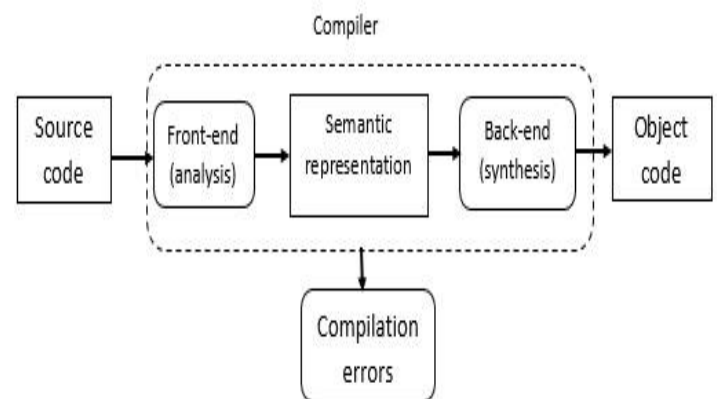 Compiler
Source
code
Front-end
(analysis)
Semantic
representation
Back-end
(synthesis)
Object
code
Compilation
errors